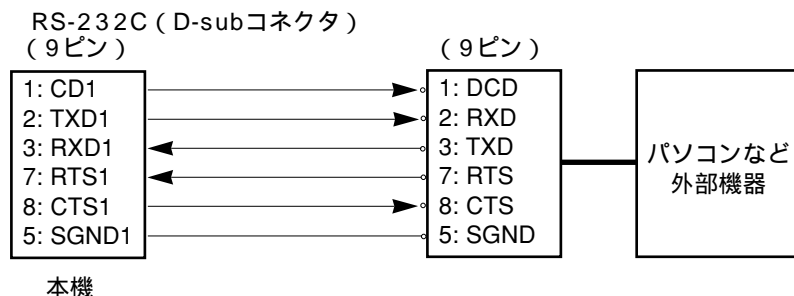 RS-232C（D-subコネクタ）
（9ピン）
（9ピン）
1: CD1
2: TXD1
3: RXD1
7: RTS1
8: CTS1
5: SGND1
1: DCD
2: RXD
3: TXD
7: RTS
8: CTS
5: SGND
パソコンなど
外部機器
本機